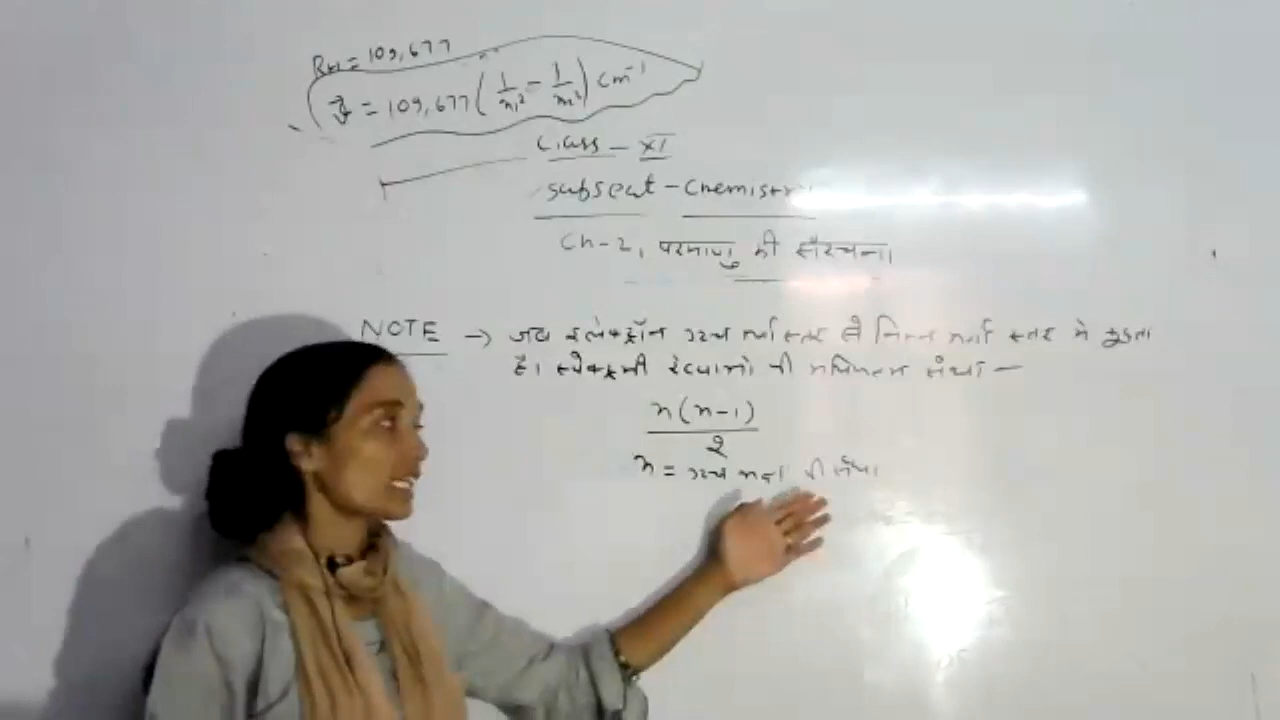 RH = 109,677
ν̄ = 109,677 ( 1/n₁² - 1/n₂² ) cm⁻¹
Class - XI
Subseat - Chemistry
Ch-2, परमाणु की संरचना
NOTE → जब इलेक्ट्रॉन उच्च ऊर्जा स्तर से निम्न ऊर्जा स्तर मे कुदता
है। स्पेक्ट्रमी रेखाओ की अधिकतम संख्या -
n(n-1)
2
n = उच्च कक्षा की संख्या